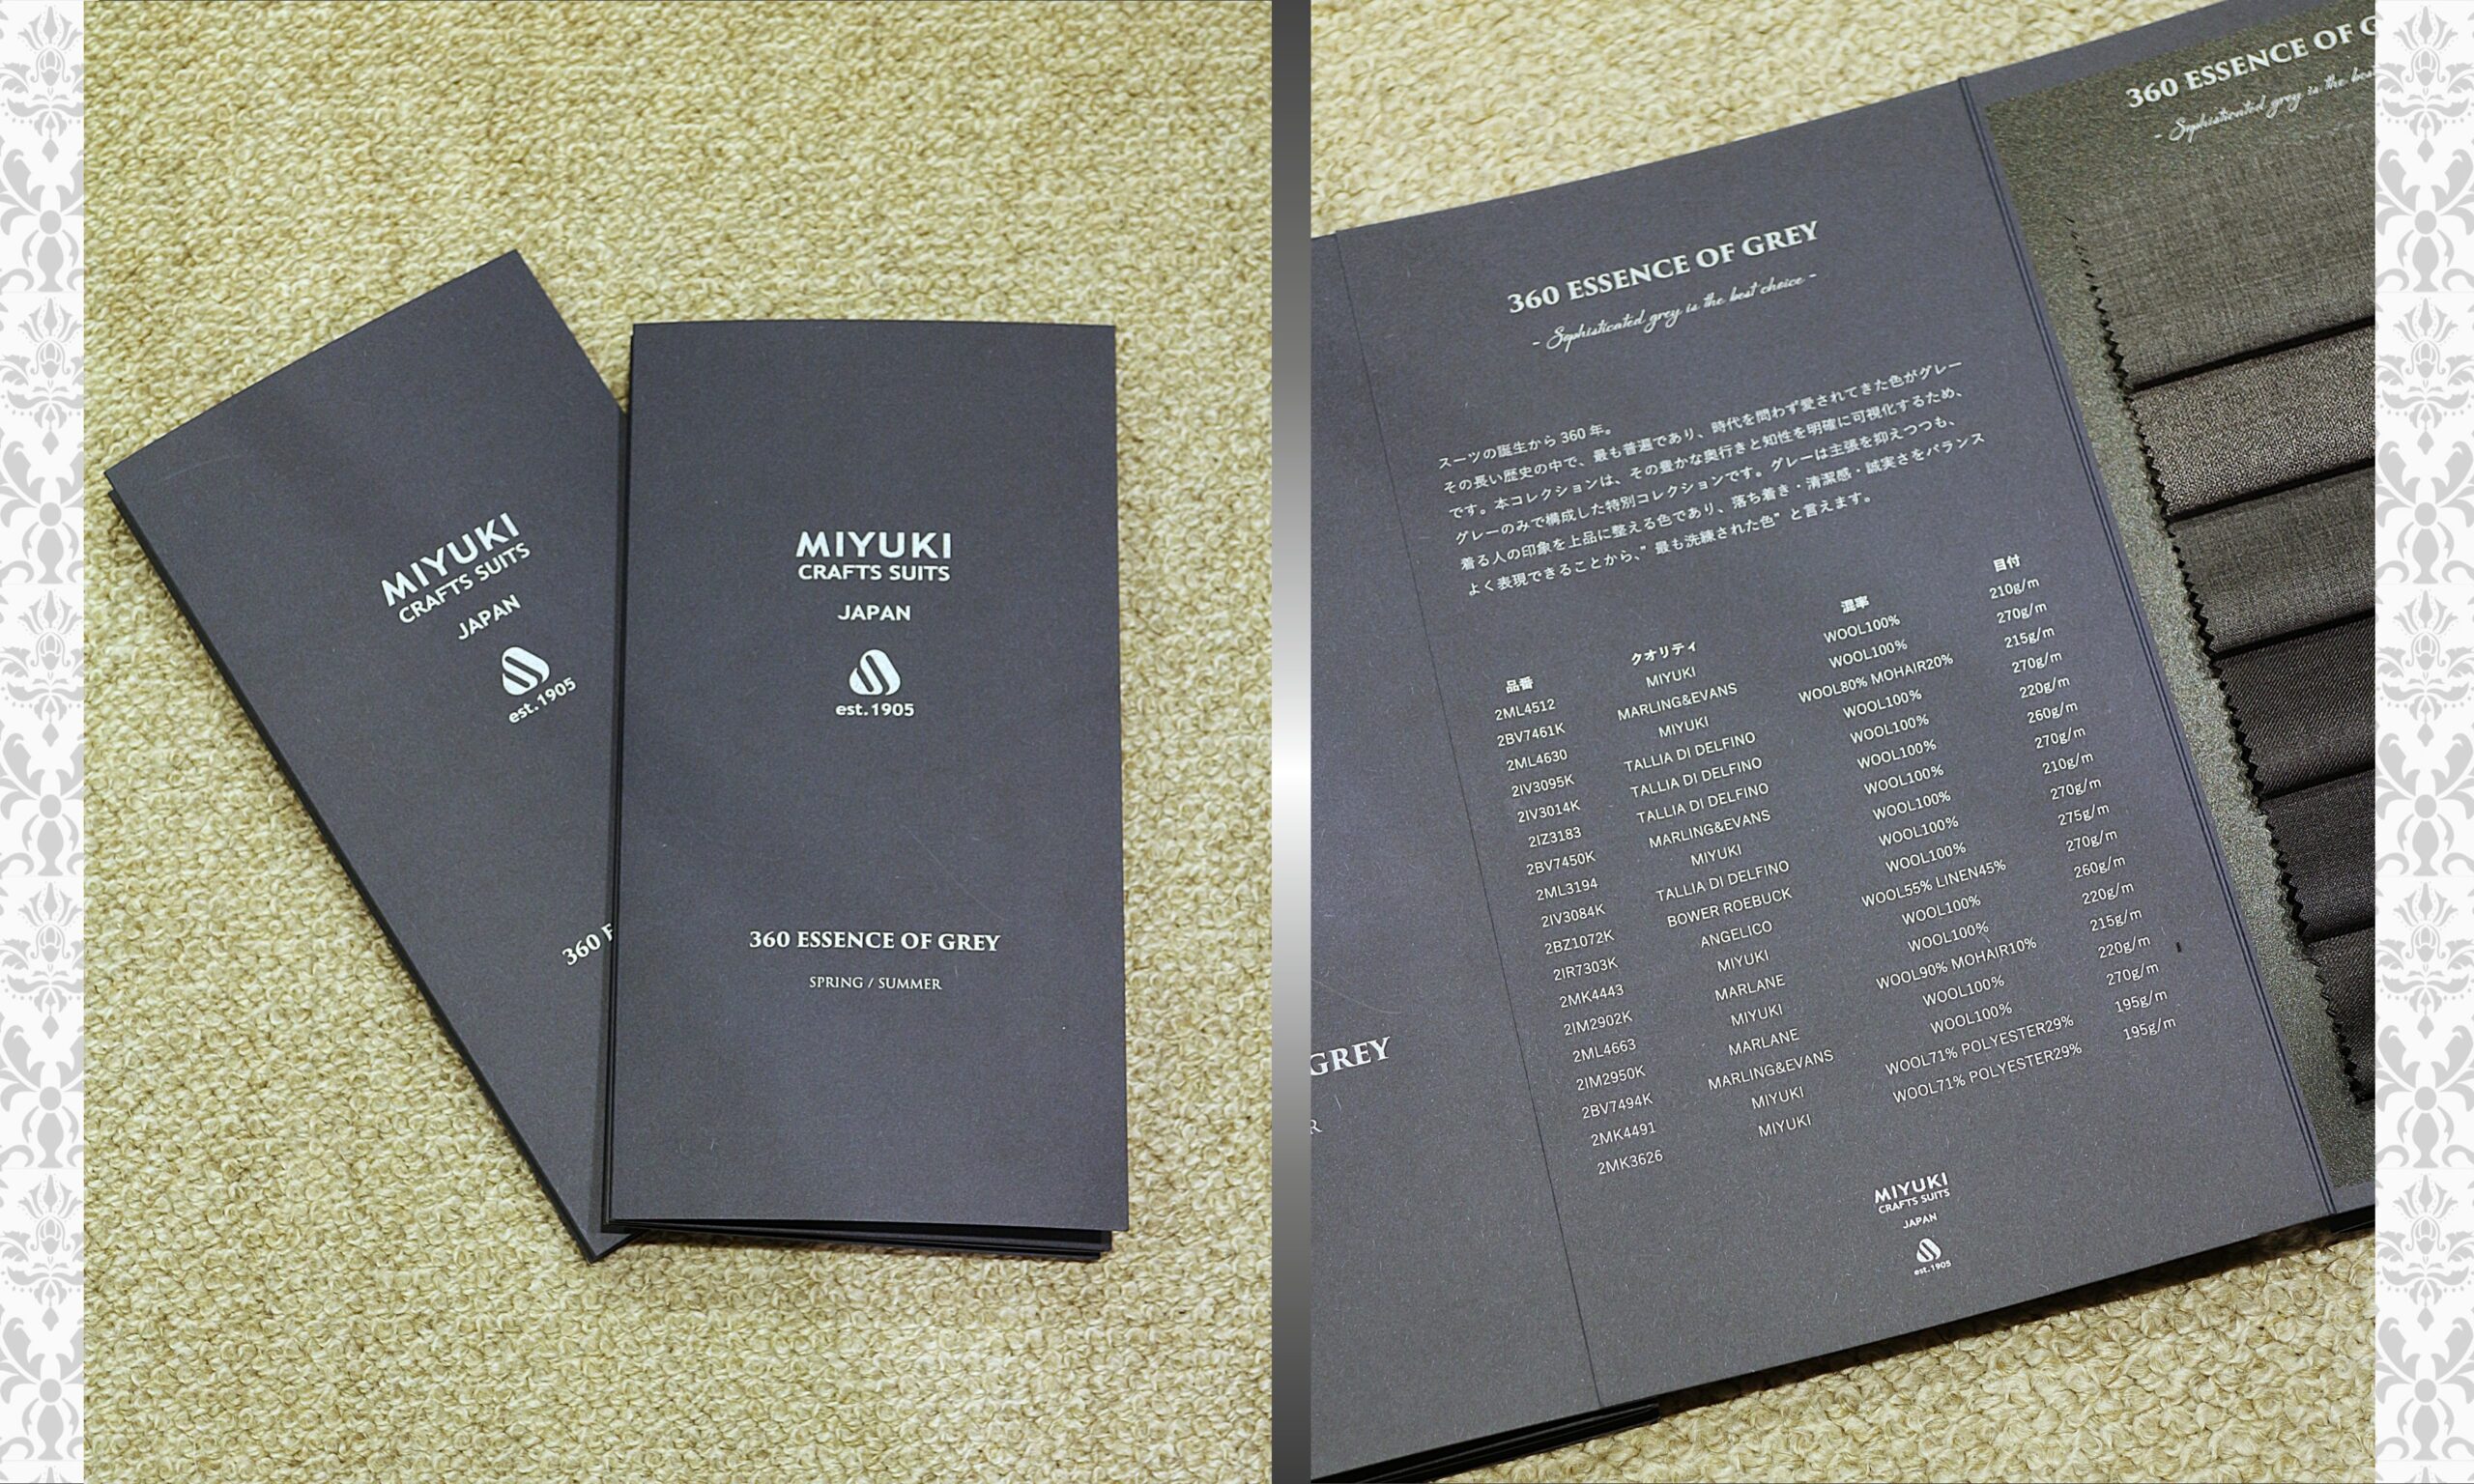 MIYUKI
CRAFTS SUITS
JAPAN
est.1905
360 E
MIYUKI
CRAFTS SUITS
JAPAN
est.1905
360 ESSENCE OF GREY
SPRING / SUMMER
GREY
R
360 ESSENCE OF GREY
- Sophisticated grey is the best choice -
スーツの誕生から 360 年。
その長い歴史の中で、最も普遍であり、時代を問わず愛されてきた色がグレー
です。本コレクションは、その豊かな奥行きと知性を明確に可視化するため、
グレーのみで構成した特別コレクションです。グレーは主張を抑えつつも、
着る人の印象を上品に整える色であり、落ち着き・清潔感・誠実さをバランス
よく表現できることから、”最も洗練された色”と言えます。
品番 クオリティ 混率 目付
2ML4512 MIYUKI WOOL100% 210g/m
2BV7461K MARLING&EVANS WOOL100% 270g/m
2ML4630 MIYUKI WOOL80% MOHAIR20% 215g/m
2IV3095K TALLIA DI DELFINO WOOL100% 270g/m
2IV3014K TALLIA DI DELFINO WOOL100% 220g/m
2IZ3183 TALLIA DI DELFINO WOOL100% 260g/m
2BV7450K MARLING&EVANS WOOL100% 270g/m
2ML3194 MIYUKI WOOL100% 210g/m
2IV3084K TALLIA DI DELFINO WOOL100% 270g/m
2BZ1072K BOWER ROEBUCK WOOL100% 275g/m
2IR7303K ANGELICO WOOL55% LINEN45% 270g/m
2MK4443 MIYUKI WOOL100% 260g/m
2IM2902K MARLANE WOOL100% 220g/m
2ML4663 MIYUKI WOOL90% MOHAIR10% 215g/m
2IM2950K MARLANE WOOL100% 220g/m
2BV7494K MARLING&EVANS WOOL100% 270g/m
2MK4491 MIYUKI WOOL71% POLYESTER29% 195g/m
2MK3626 MIYUKI WOOL71% POLYESTER29% 195g/m
MIYUKI
CRAFTS SUITS
JAPAN
est.1905
360 ESSENCE OF G
- Sophisticated grey is the bes